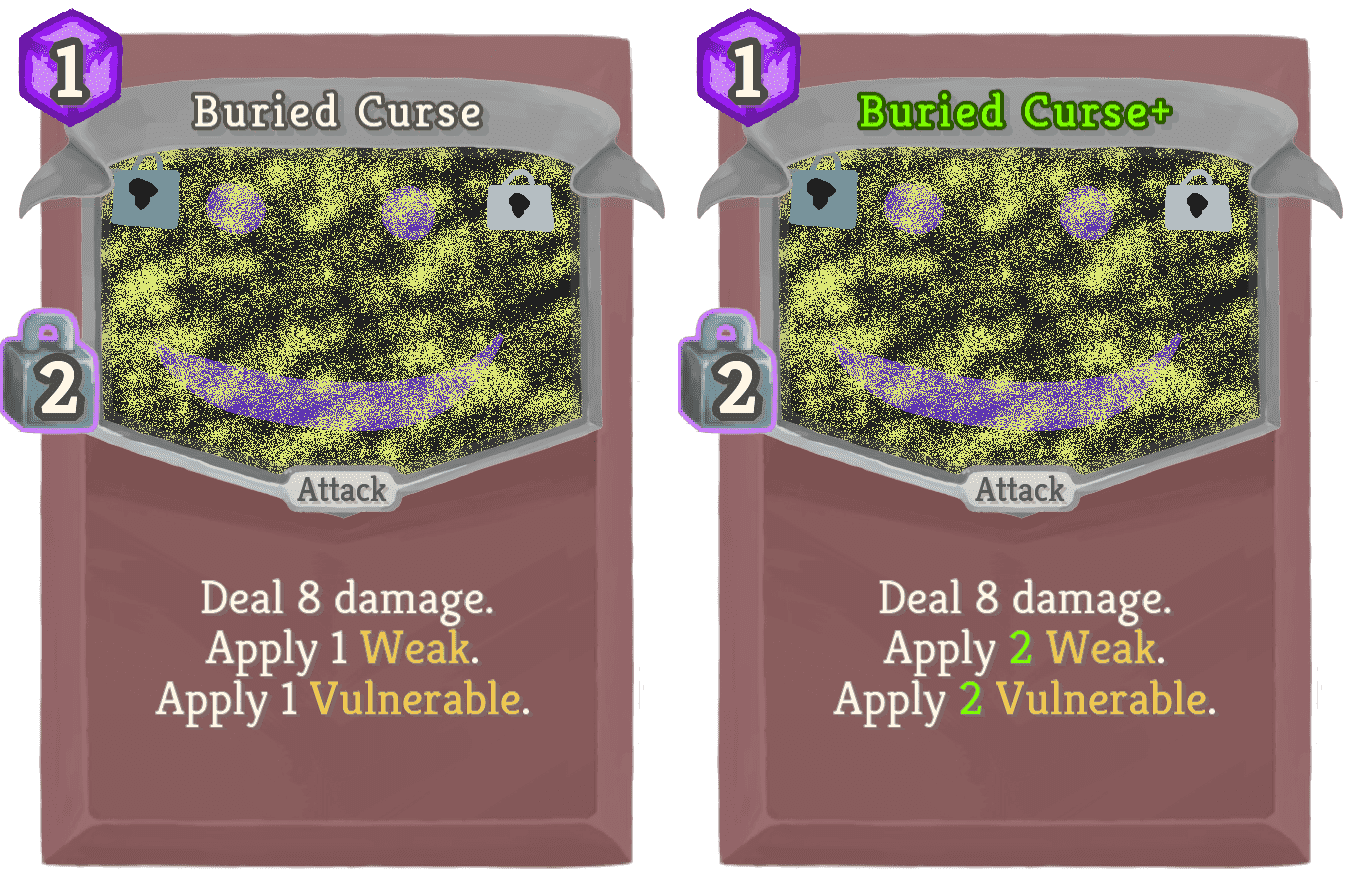 1
Buried Curse
2
Attack
Deal 8 damage.
Apply 1 Weak.
Apply 1 Vulnerable.
1
Buried Curse+
2
Attack
Deal 8 damage.
Apply 2 Weak.
Apply 2 Vulnerable.